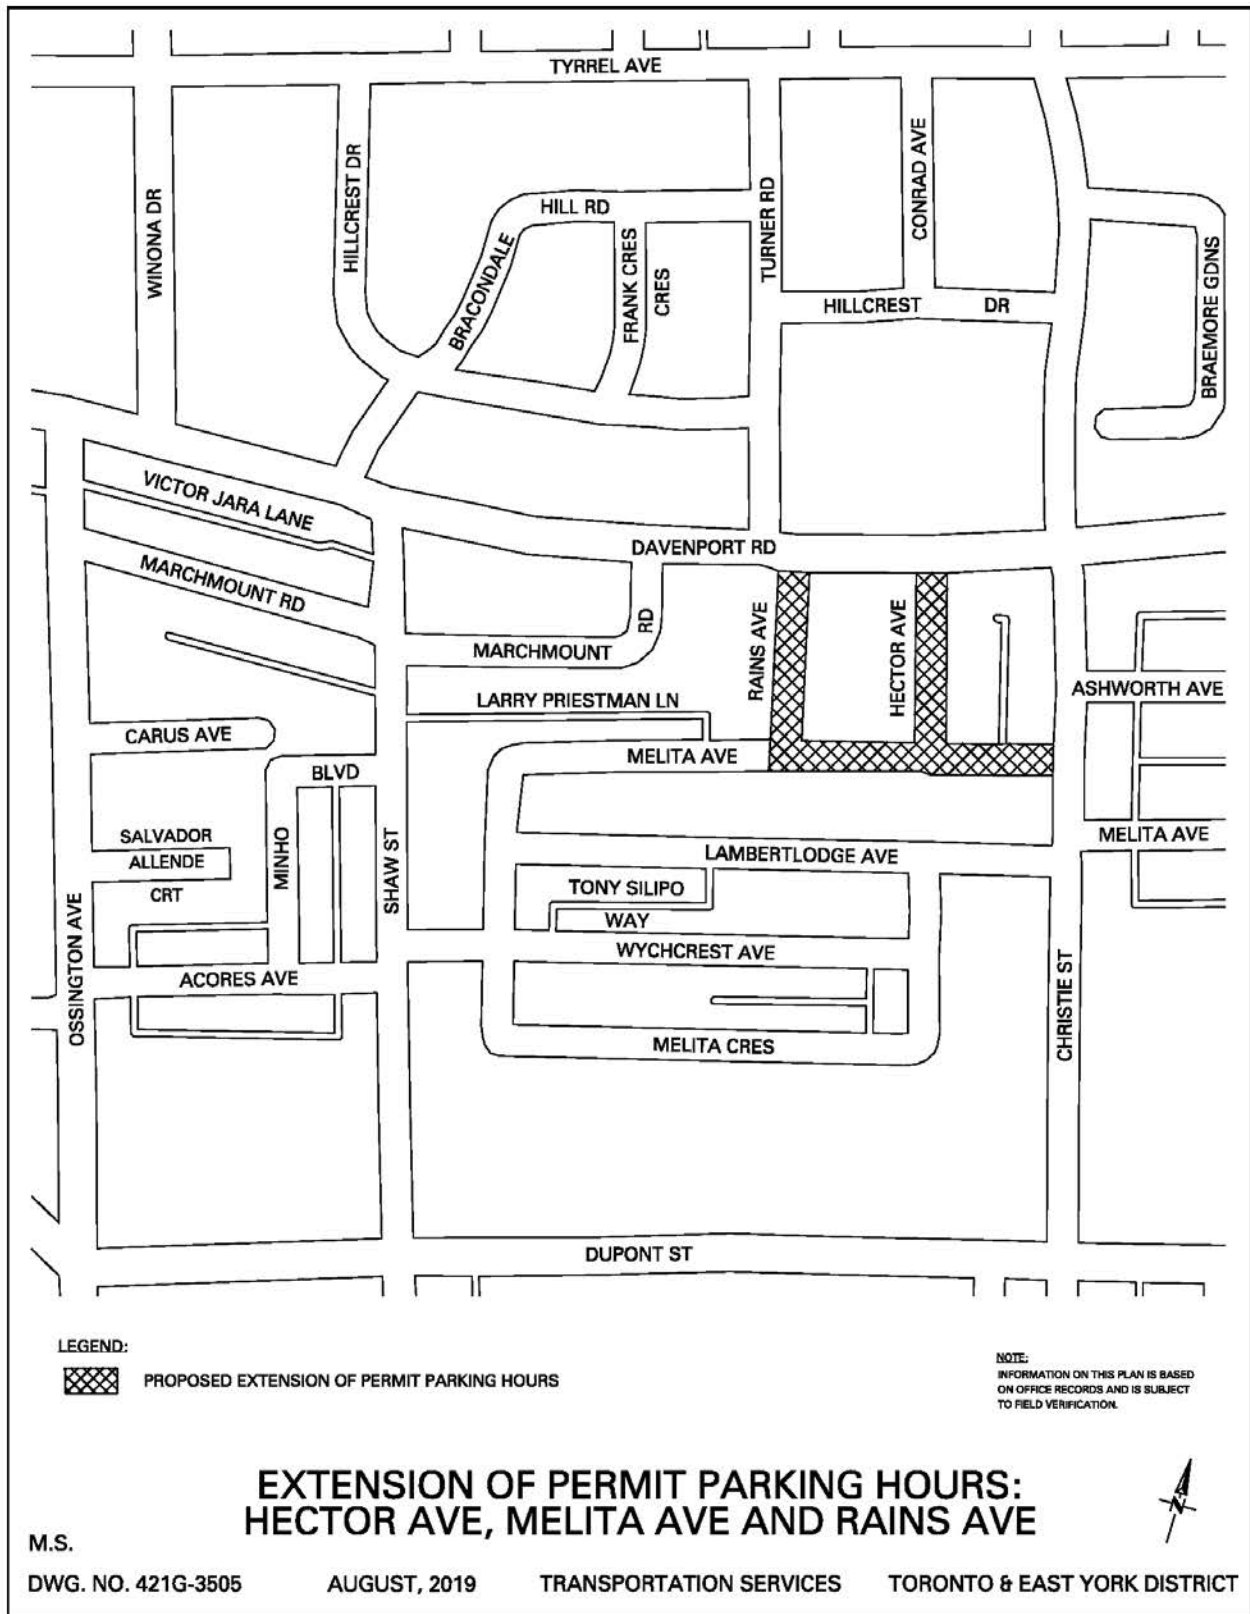 TYRREL AVE
WINONA DR
HILLCREST DR
HILL RD
BRACONDALE
FRANK CRES
CRES
TURNER RD
CONRAD AVE
HILLCREST DR
BRAEMORE GDNS
VICTOR JARA LANE
MARCHMOUNT RD
DAVENPORT RD
RAINS AVE
HECTOR AVE
MARCHMOUNT
RD
ASHWORTH AVE
LARRY PRIESTMAN LN
CARUS AVE
MELITA AVE
BLVD
MINHO
SHAW ST
SALVADOR
ALLENDE
CRT
OSSINGTON AVE
LAMBERTLODGE AVE
MELITA AVE
TONY SILIPO
WAY
WYCHCREST AVE
ACORES AVE
MELITA CRES
CHRISTIE ST
DUPONT ST
LEGEND:
PROPOSED EXTENSION OF PERMIT PARKING HOURS
NOTE:
INFORMATION ON THIS PLAN IS BASED
ON OFFICE RECORDS AND IS SUBJECT
TO FIELD VERIFICATION.
EXTENSION OF PERMIT PARKING HOURS:
HECTOR AVE, MELITA AVE AND RAINS AVE
N
M.S.
DWG. NO. 421G-3505 AUGUST, 2019 TRANSPORTATION SERVICES TORONTO & EAST YORK DISTRICT